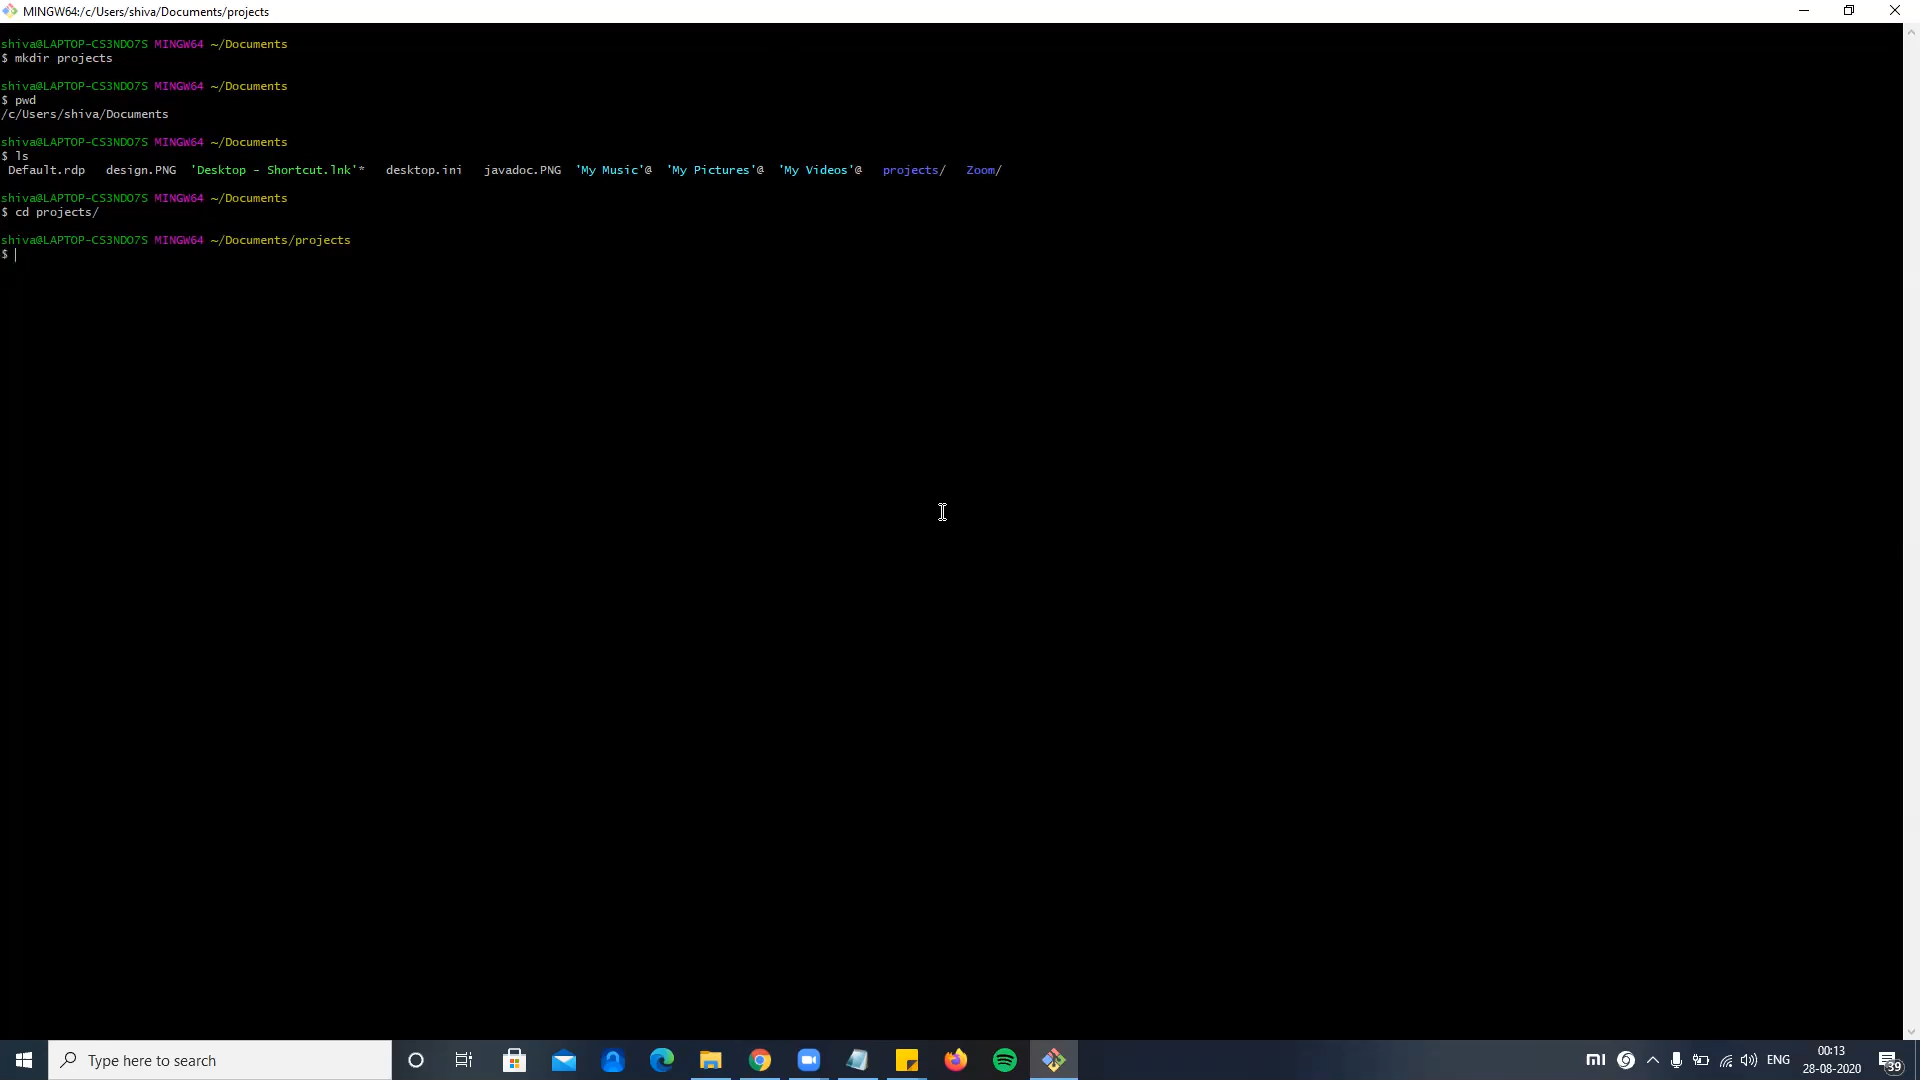 MINGW64:/c/Users/shiva/Documents/projects
shiva@LAPTOP-CS3NDO7S MINGW64 ~/Documents
$ mkdir projects
shiva@LAPTOP-CS3NDO7S MINGW64 ~/Documents
$ pwd
/c/Users/shiva/Documents
shiva@LAPTOP-CS3NDO7S MINGW64 ~/Documents
$ ls
Default.rdp design.PNG 'Desktop - Shortcut.lnk'* desktop.ini javadoc.PNG 'My Music'@ 'My Pictures'@ 'My Videos'@ projects/ Zoom/
shiva@LAPTOP-CS3NDO7S MINGW64 ~/Documents
$ cd projects/
shiva@LAPTOP-CS3NDO7S MINGW64 ~/Documents/projects
$
Type here to search
mi
ENG
00:13
28-08-2020
39